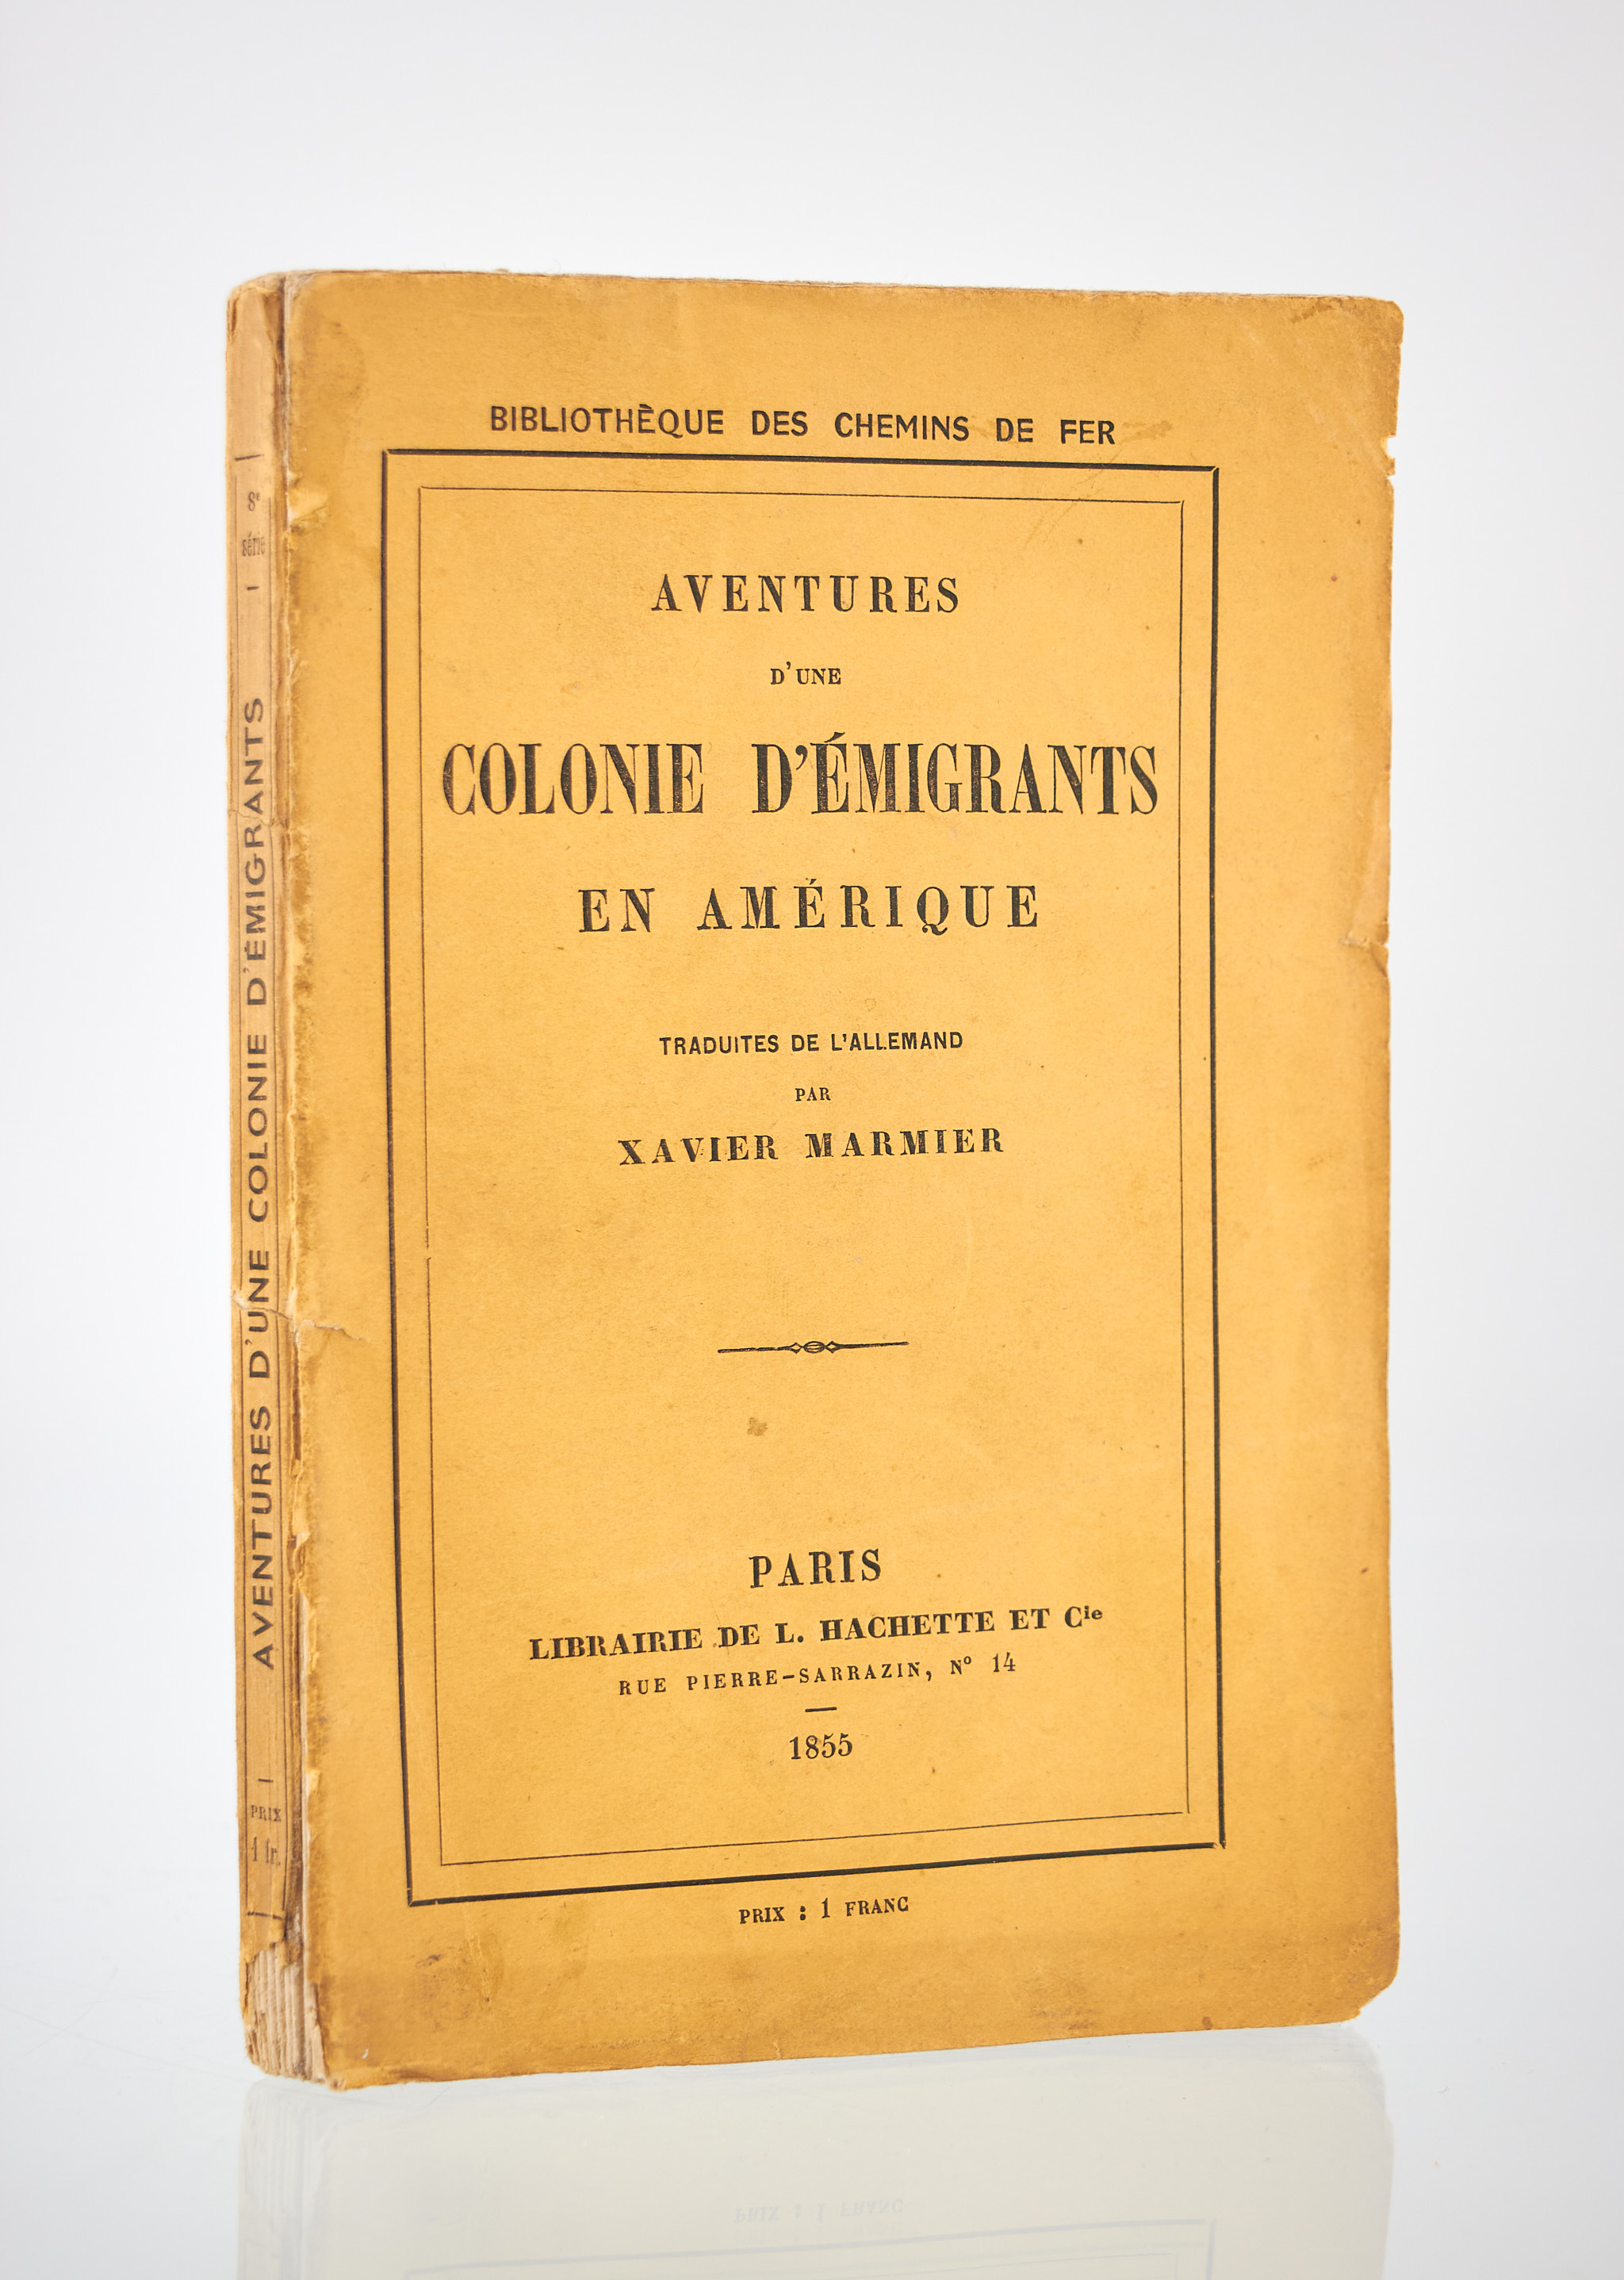 BIBLIOTHÈQUE DES CHEMINS DE FER
AVENTURES
D'UNE
COLONIE D'ÉMIGRANTS
EN AMÉRIQUE
TRADUITES DE L'ALLEMAND
PAR
XAVIER MARMIER
PARIS
LIBRAIRIE DE L. HACHETTE ET Cie
RUE PIERRE-SARRAZIN, Nº 14
1855
PRIX : 1 FRANC
8e
série
AVENTURES D'UNE COLONIE D'ÉMIGRANTS
PRIX
1 fr.